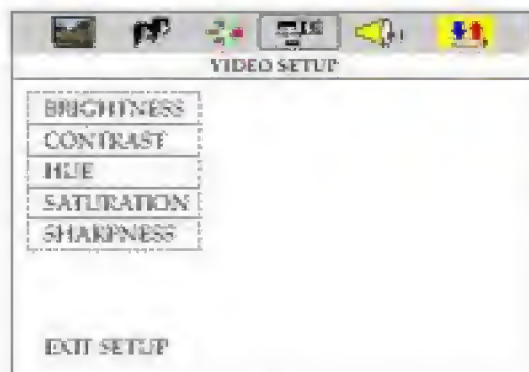 VIDEO SETUP
BRIGHTNESS
CONTRAST
HUE
SATURATION
SHARPNESS
EXIT SETUP